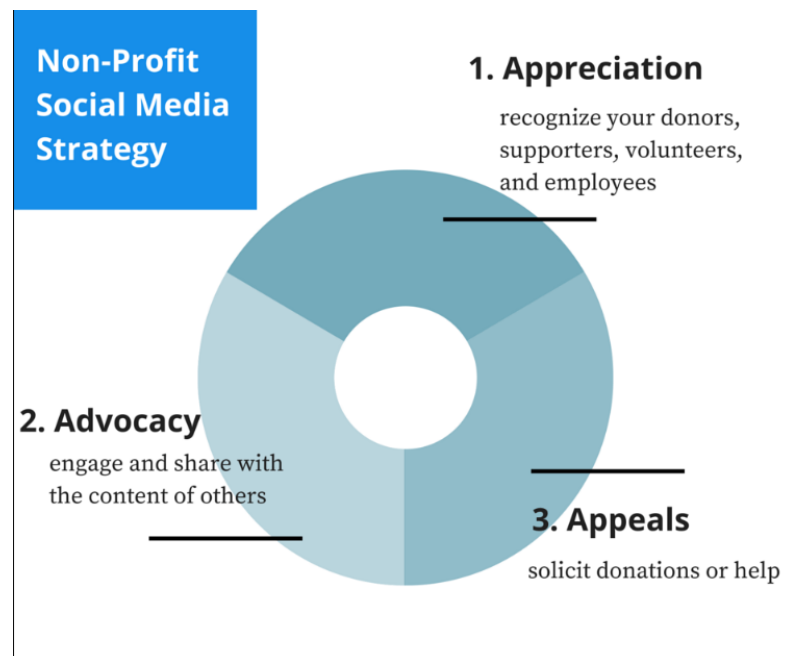 Non-Profit
Social Media
Strategy
1. Appreciation
recognize your donors,
supporters, volunteers,
and employees
2. Advocacy
engage and share with
the content of others
3. Appeals
solicit donations or help